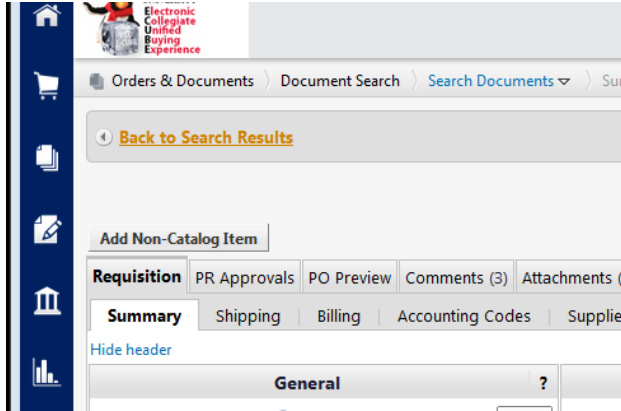 Electronic
Collegiate
Unified
Buying
Experience
Orders & Documents Document Search Search Documents
Back to Search Results
Add Non-Catalog Item
Requisition PR Approvals PO Preview Comments (3) Attachments (
Summary Shipping Billing Accounting Codes
Hide header
General ?